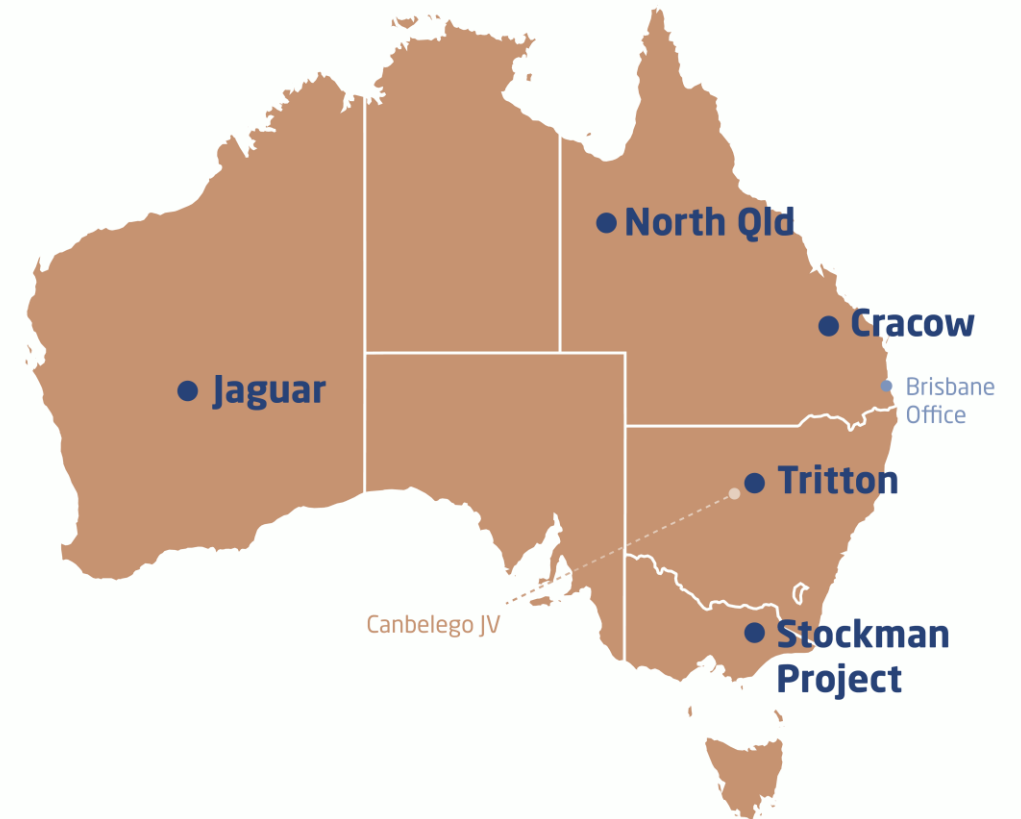 North Qld
Cracow
Jaguar
Brisbane
Office
Tritton
Canbelego JV
Stockman
Project